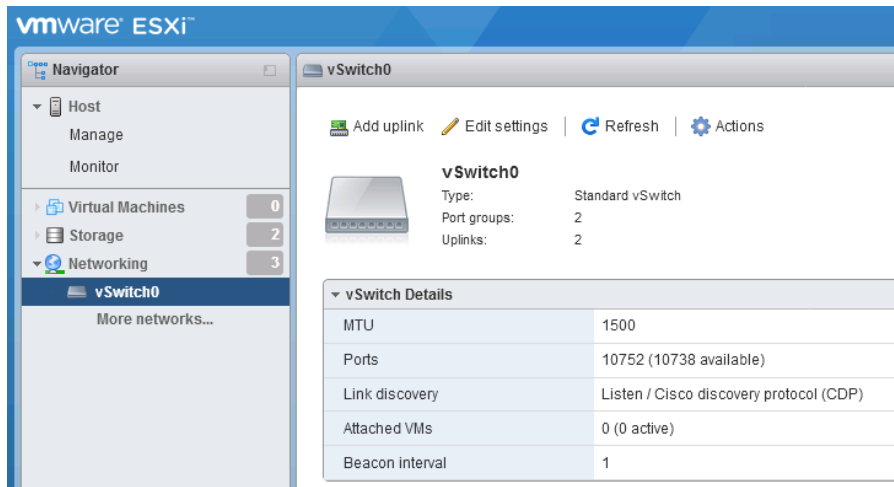 vmware ESXi™
Navigator
Host
Manage
Monitor
Virtual Machines 0
Storage 2
Networking 3
vSwitch0
More networks...
vSwitch0
Add uplink Edit settings Refresh Actions
vSwitch0
Type: Standard vSwitch
Port groups: 2
Uplinks: 2
vSwitch Details
MTU 1500
Ports 10752 (10738 available)
Link discovery Listen / Cisco discovery protocol (CDP)
Attached VMs 0 (0 active)
Beacon interval 1